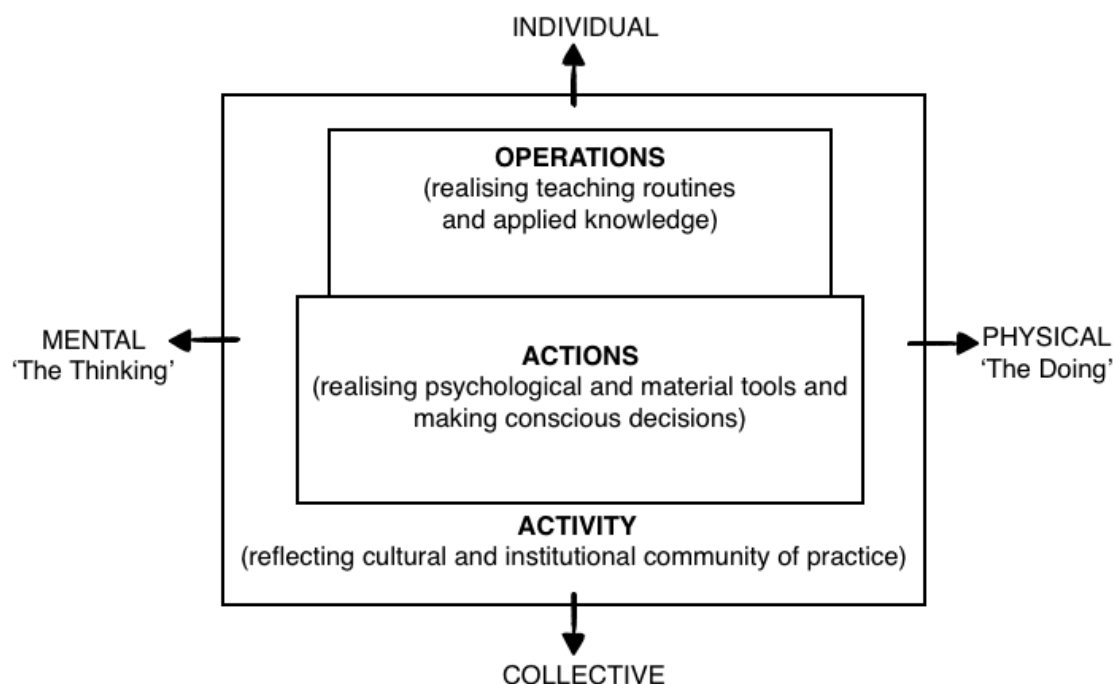 INDIVIDUAL
OPERATIONS
(realising teaching routines
and applied knowledge)
MENTAL
‘The Thinking’
PHYSICAL
‘The Doing’
ACTIONS
(realising psychological and material tools and
making conscious decisions)
ACTIVITY
(reflecting cultural and institutional community of practice)
COLLECTIVE